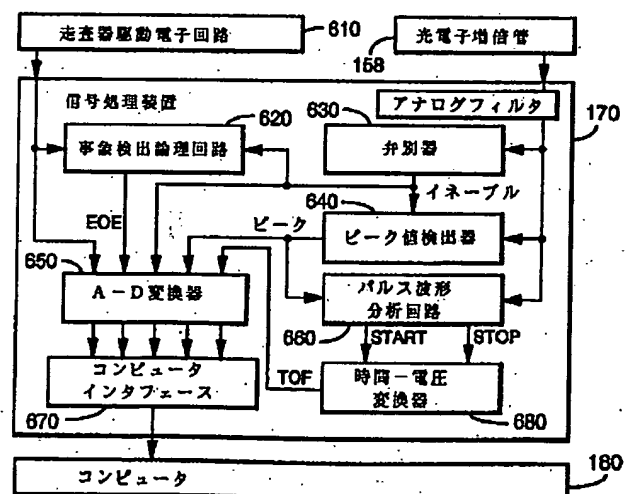 走査器駆動電子回路
610
光電子増倍管
158
信号処理装置
アナログフィルタ
170
620
事象検出論理回路
630
弁別器
イネーブル
EOE
ピーク
640
ピーク値検出器
650
A-D変換器
パルス波形
分析回路
660
START
STOP
コンピュータ
インタフェース
670
TOF
時間-電圧
変換器
680
コンピュータ
180